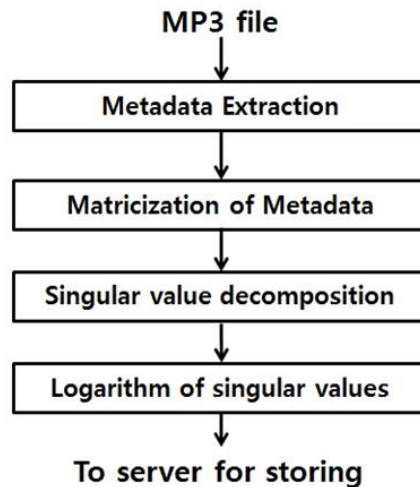 MP3 file
Metadata Extraction
Matricization of Metadata
Singular value decomposition
Logarithm of singular values
To server for storing